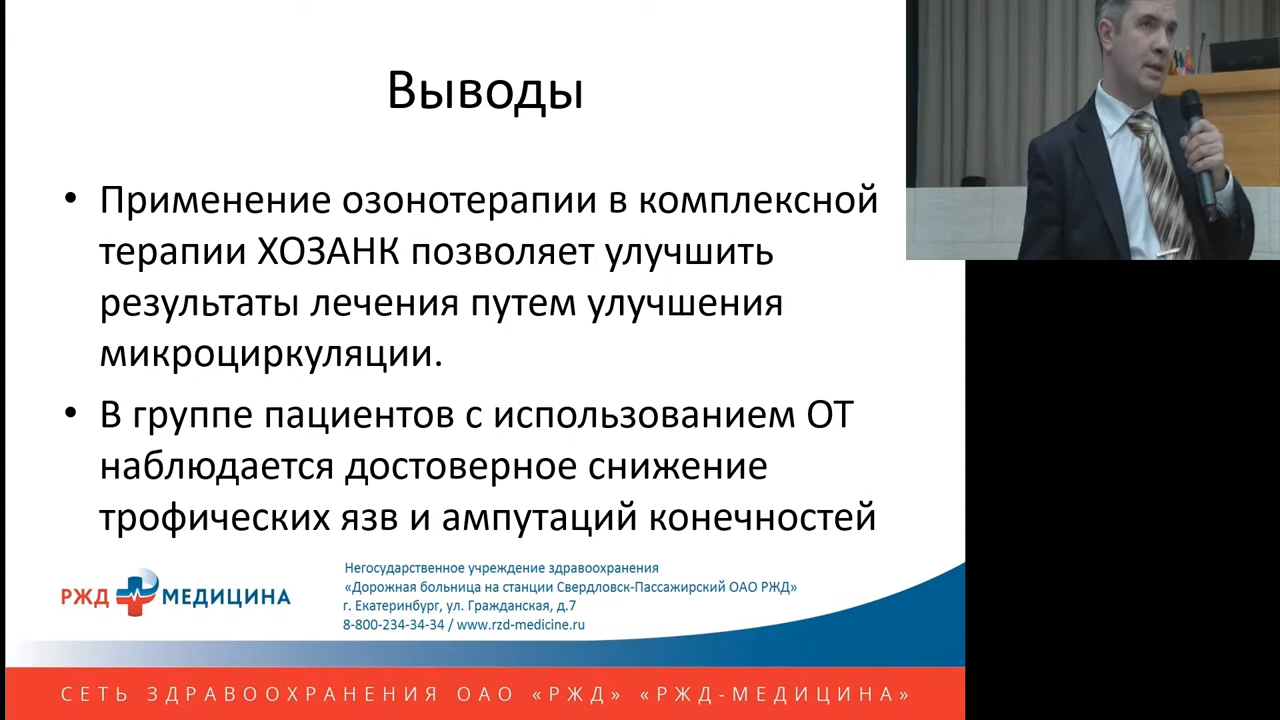 Выводы
• Применение озонотерапии в комплексной
терапии ХОЗАНК позволяет улучшить
результаты лечения путем улучшения
микроциркуляции.
• В группе пациентов с использованием ОТ
наблюдается достоверное снижение
трофических язв и ампутаций конечностей
РЖД МЕДИЦИНА
Негосударственное учреждение здравоохранения
«Дорожная больница на станции Свердловск-Пассажирский ОАО РЖД»
г. Екатеринбург, ул. Гражданская, д.7
8-800-234-34-34 / www.rzd-medicine.ru
СЕТЬ ЗДРАВООХРАНЕНИЯ ОАО «РЖД» «РЖД-МЕДИЦИНА»